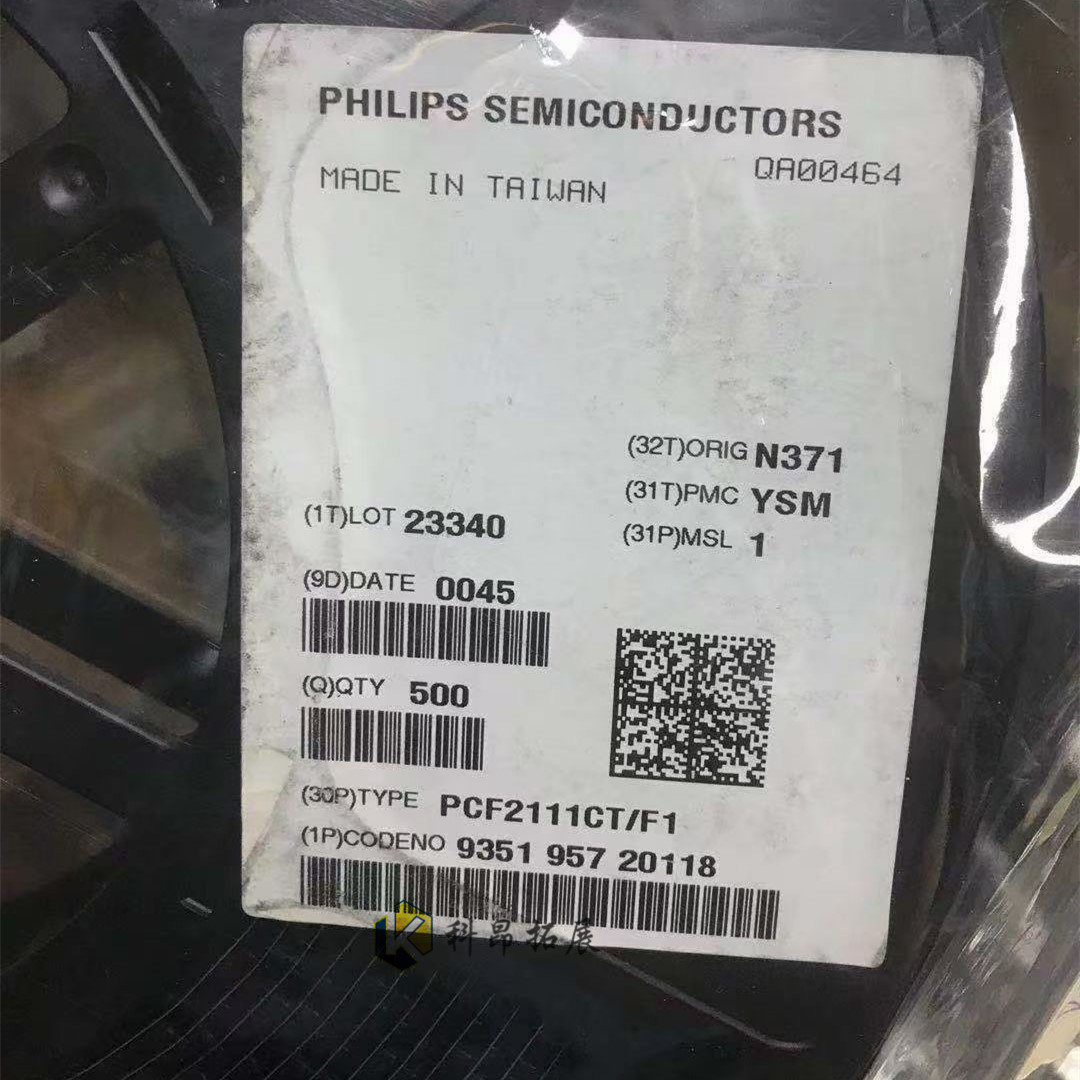 PHILIPS SEMICONDUCTORS
QA00464
MADE IN TAIWAN
(32T)ORIG N371
(31T)PMC YSM
(31P)MSL 1
(1T)LOT 23340
(9D)DATE 0045
(Q)QTY 500
(30P)TYPE PCF2111CT/F1
(1P)CODENO 9351 957 20118
科昂拓展